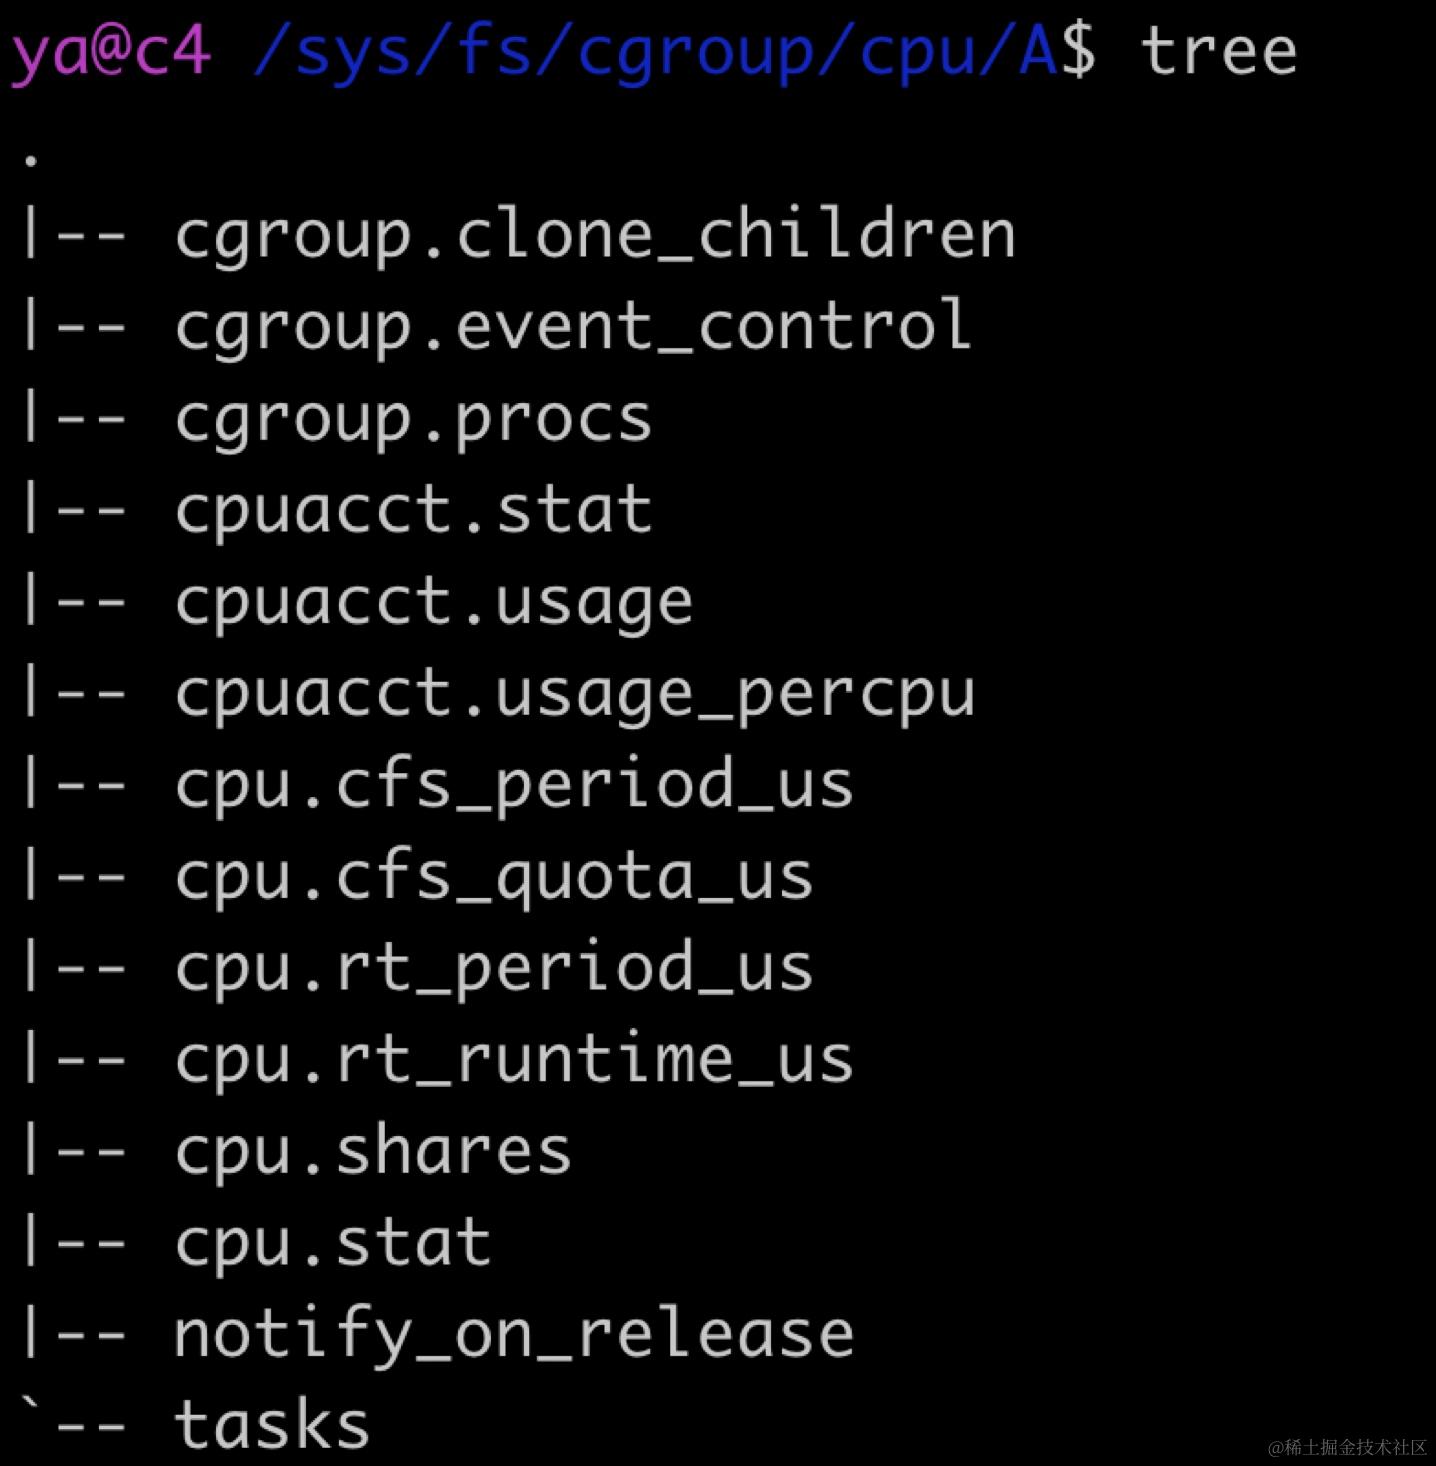 ya@c4 /sys/fs/cgroup/cpu/A$ tree
.
|-- cgroup.clone_children
|-- cgroup.event_control
|-- cgroup.procs
|-- cpuacct.stat
|-- cpuacct.usage
|-- cpuacct.usage_percpu
|-- cpu.cfs_period_us
|-- cpu.cfs_quota_us
|-- cpu.rt_period_us
|-- cpu.rt_runtime_us
|-- cpu.shares
|-- cpu.stat
|-- notify_on_release
`-- tasks
@稀土掘金技术社区